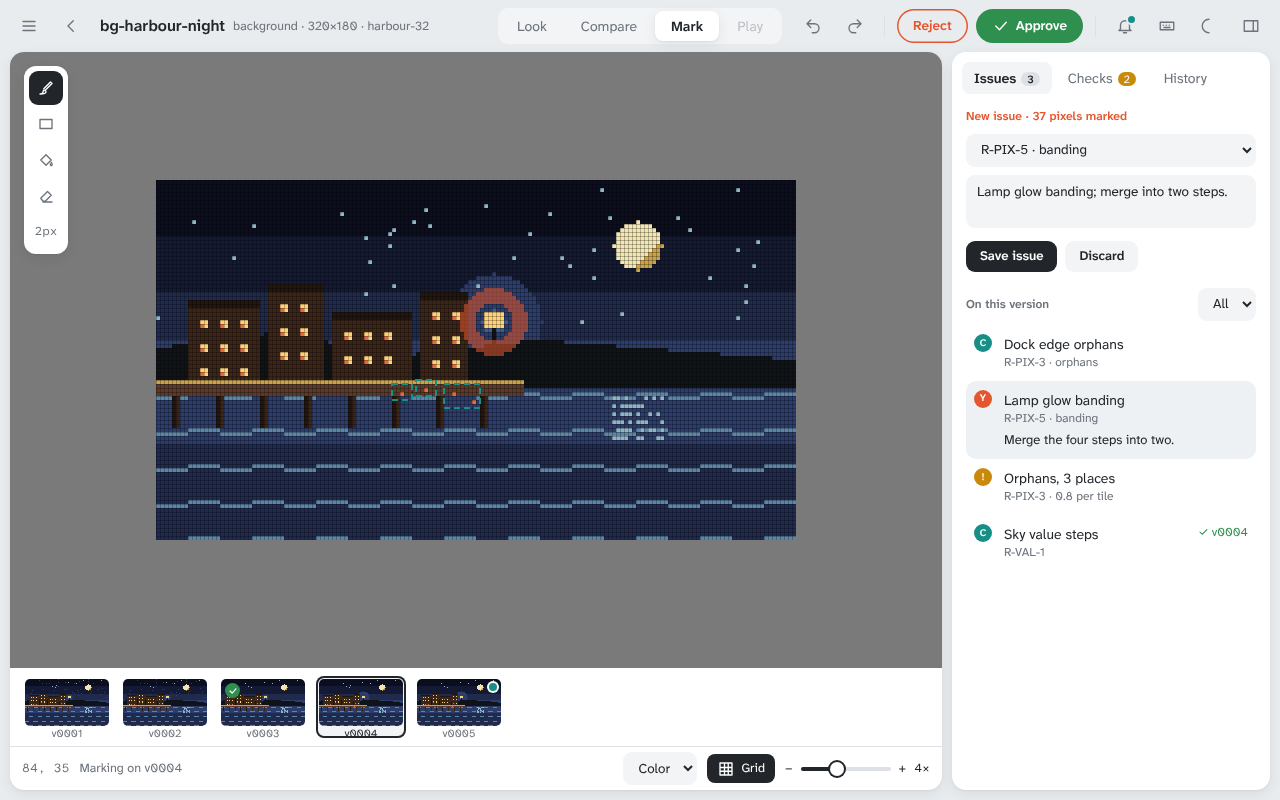 bg-harbour-night background · 320×180 · harbour-32
Look Compare Mark Play
Reject Approve
2px
Issues 3 Checks 2 History
New issue · 37 pixels marked
R-PIX-5 · banding
Lamp glow banding; merge into two steps.
Save issue Discard
On this version All
C Dock edge orphans
R-PIX-3 · orphans
Y Lamp glow banding
R-PIX-5 · banding
Merge the four steps into two.
! Orphans, 3 places
R-PIX-3 · 0.8 per tile
C Sky value steps ✓ v0004
R-VAL-1
v0001 v0002 v0003 v0004 v0005
84, 35 Marking on v0004 Color Grid − + 4×